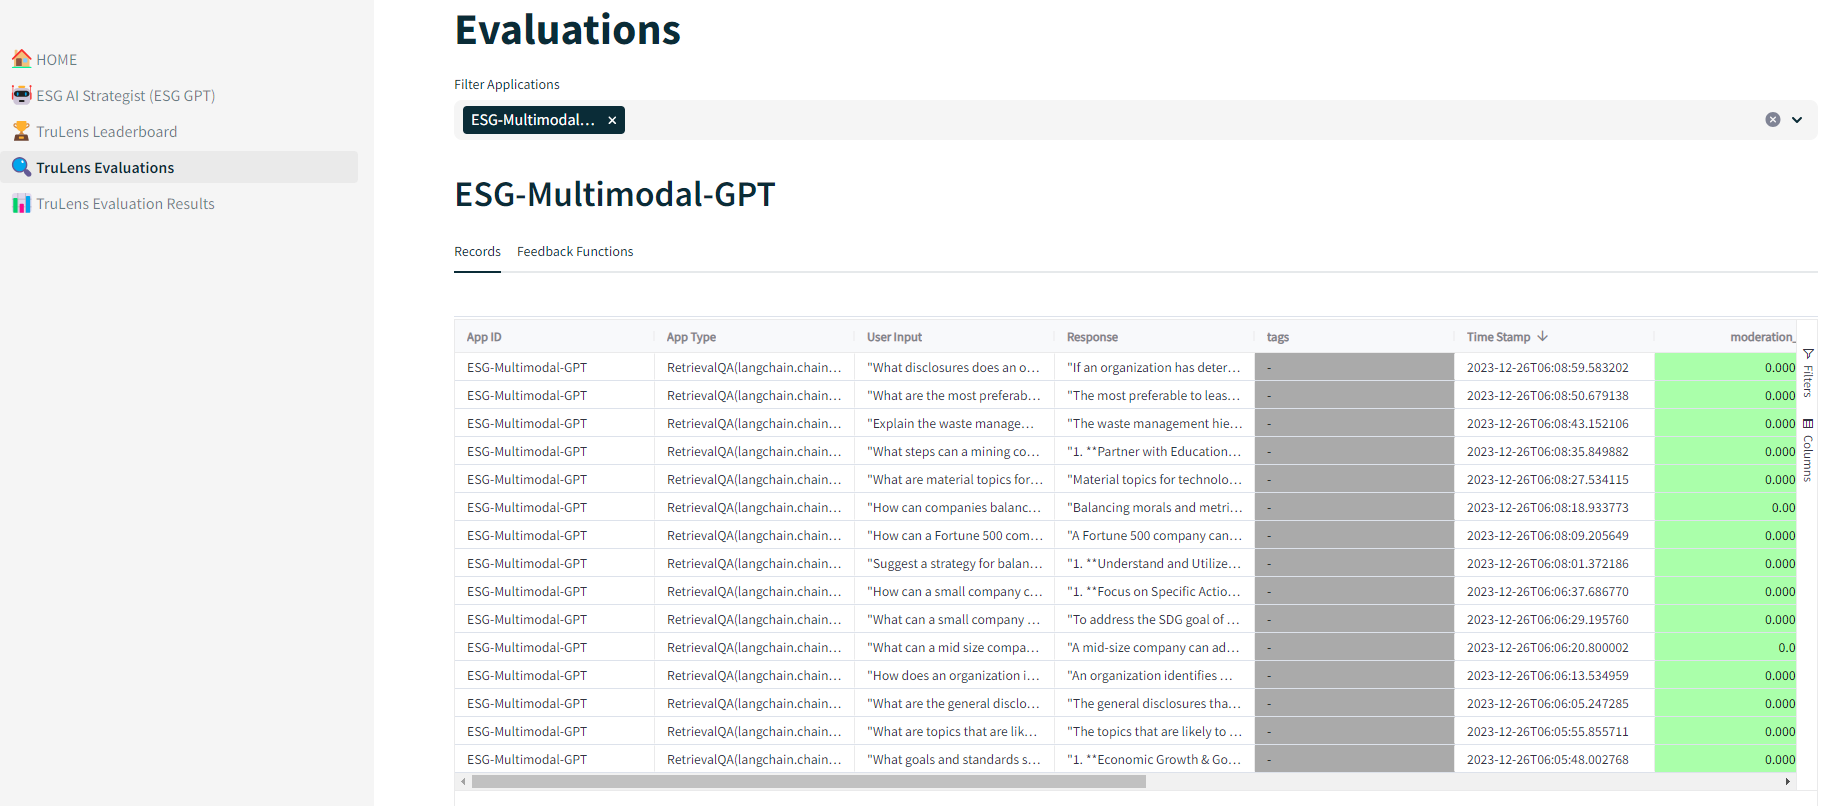 HOME
ESG AI Strategist (ESG GPT)
TruLens Leaderboard
TruLens Evaluations
TruLens Evaluation Results
Evaluations
Filter Applications
ESG-Multimodal...
ESG-Multimodal-GPT
Records Feedback Functions
App ID App Type User Input Response tags Time Stamp moderation_
ESG-Multimodal-GPT RetrievalQA(langchain.chain... "What disclosures does an o... "If an organization has deter... - 2023-12-26T06:08:59.583202 0.000
ESG-Multimodal-GPT RetrievalQA(langchain.chain... "What are the most preferab... "The most preferable to leas... - 2023-12-26T06:08:50.679138 0.000
ESG-Multimodal-GPT RetrievalQA(langchain.chain... "Explain the waste manage... "The waste management hie... - 2023-12-26T06:08:43.152106 0.000
ESG-Multimodal-GPT RetrievalQA(langchain.chain... "What steps can a mining co... "1. **Partner with Education... - 2023-12-26T06:08:35.849882 0.000
ESG-Multimodal-GPT RetrievalQA(langchain.chain... "What are material topics for... "Material topics for technolo... - 2023-12-26T06:08:27.534115 0.000
ESG-Multimodal-GPT RetrievalQA(langchain.chain... "How can companies balanc... "Balancing morals and metri... - 2023-12-26T06:08:18.933773 0.00
ESG-Multimodal-GPT RetrievalQA(langchain.chain... "How can a Fortune 500 com... "A Fortune 500 company can... - 2023-12-26T06:08:09.205649 0.000
ESG-Multimodal-GPT RetrievalQA(langchain.chain... "Suggest a strategy for balan... "1. **Understand and Utilize... - 2023-12-26T06:08:01.372186 0.000
ESG-Multimodal-GPT RetrievalQA(langchain.chain... "How can a small company c... "1. **Focus on Specific Actio... - 2023-12-26T06:06:37.686770 0.000
ESG-Multimodal-GPT RetrievalQA(langchain.chain... "What can a small company ... "To address the SDG goal of ... - 2023-12-26T06:06:29.195760 0.000
ESG-Multimodal-GPT RetrievalQA(langchain.chain... "What can a mid size compa... "A mid-size company can ad... - 2023-12-26T06:06:20.800002 0.0
ESG-Multimodal-GPT RetrievalQA(langchain.chain... "How does an organization i... "An organization identifies ... - 2023-12-26T06:06:13.534959 0.000
ESG-Multimodal-GPT RetrievalQA(langchain.chain... "What are the general disclo... "The general disclosures tha... - 2023-12-26T06:06:05.247285 0.000
ESG-Multimodal-GPT RetrievalQA(langchain.chain... "What are topics that are lik... "The topics that are likely to ... - 2023-12-26T06:05:55.855711 0.000
ESG-Multimodal-GPT RetrievalQA(langchain.chain... "What goals and standards s... "1. **Economic Growth & Go... - 2023-12-26T06:05:48.002768 0.000
Filters
Columns